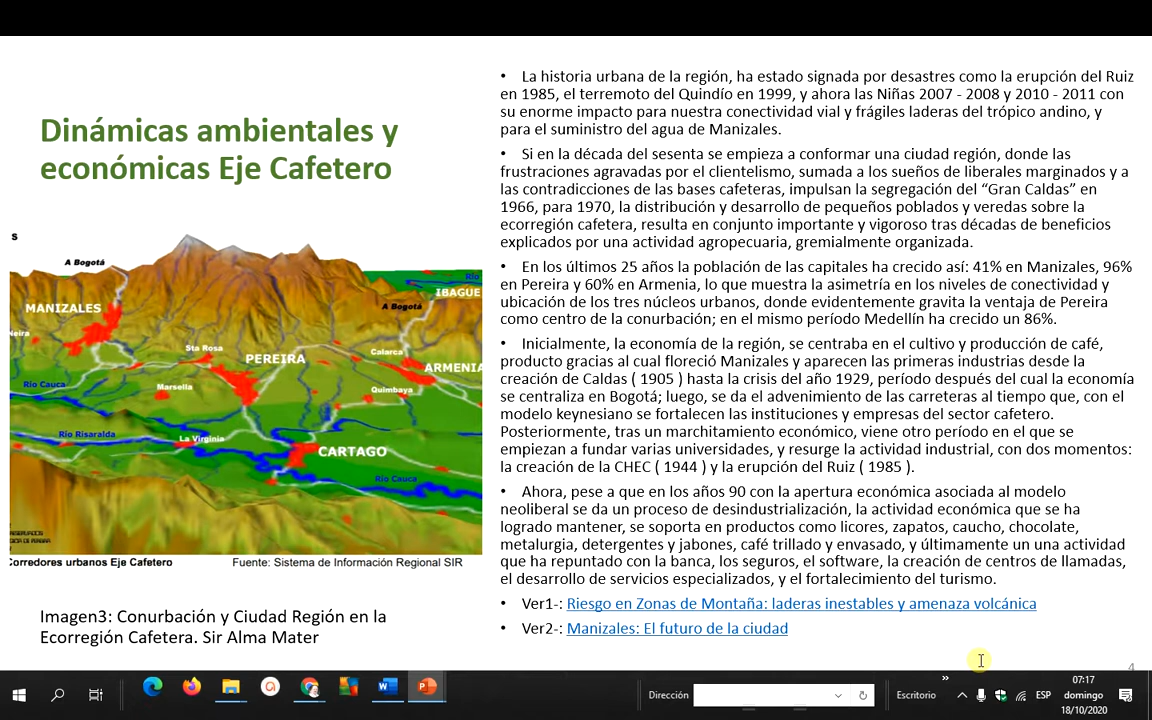 Dinámicas ambientales y
económicas Eje Cafetero
s
A Bogotá
Río
MANIZALES
A Bogotá
IBAGUE
Neira
Sta Rosa
PEREIRA
Calarca
ARMENIA
Río Cauca
Marsella
Quimbaya
Río Risaralda
La Virginia
CARTAGO
Río Cauca
Corredores urbanos Eje Cafetero
Fuente: Sistema de Información Regional SIR
Imagen3: Conurbación y Ciudad Región en la
Ecorregión Cafetera. Sir Alma Mater
• La historia urbana de la región, ha estado signada por desastres como la erupción del Ruiz
en 1985, el terremoto del Quindío en 1999, y ahora las Niñas 2007 - 2008 y 2010 - 2011 con
su enorme impacto para nuestra conectividad vial y frágiles laderas del trópico andino, y
para el suministro del agua de Manizales.
• Si en la década del sesenta se empieza a conformar una ciudad región, donde las
frustraciones agravadas por el clientelismo, sumada a los sueños de liberales marginados y a
las contradicciones de las bases cafeteras, impulsan la segregación del “Gran Caldas” en
1966, para 1970, la distribución y desarrollo de pequeños poblados y veredas sobre la
ecorregión cafetera, resulta en conjunto importante y vigoroso tras décadas de beneficios
explicados por una actividad agropecuaria, gremialmente organizada.
• En los últimos 25 años la población de las capitales ha crecido así: 41% en Manizales, 96%
en Pereira y 60% en Armenia, lo que muestra la asimetría en los niveles de conectividad y
ubicación de los tres núcleos urbanos, donde evidentemente gravita la ventaja de Pereira
como centro de la conurbación; en el mismo período Medellín ha crecido un 86%.
• Inicialmente, la economía de la región, se centraba en el cultivo y producción de café,
producto gracias al cual floreció Manizales y aparecen las primeras industrias desde la
creación de Caldas ( 1905 ) hasta la crisis del año 1929, período después del cual la economía
se centraliza en Bogotá; luego, se da el advenimiento de las carreteras al tiempo que, con el
modelo keynesiano se fortalecen las instituciones y empresas del sector cafetero.
Posteriormente, tras un marchitamiento económico, viene otro período en el que se
empiezan a fundar varias universidades, y resurge la actividad industrial, con dos momentos:
la creación de la CHEC ( 1944 ) y la erupción del Ruiz ( 1985 ).
• Ahora, pese a que en los años 90 con la apertura económica asociada al modelo
neoliberal se da un proceso de desindustrialización, la actividad económica que se ha
logrado mantener, se soporta en productos como licores, zapatos, caucho, chocolate,
metalurgia, detergentes y jabones, café trillado y envasado, y últimamente un una actividad
que ha repuntado con la banca, los seguros, el software, la creación de centros de llamadas,
el desarrollo de servicios especializados, y el fortalecimiento del turismo.
• Ver1-: Riesgo en Zonas de Montaña: laderas inestables y amenaza volcánica
• Ver2-: Manizales: El futuro de la ciudad
4
Dirección
Escritorio
ESP
07:17
domingo
18/10/2020